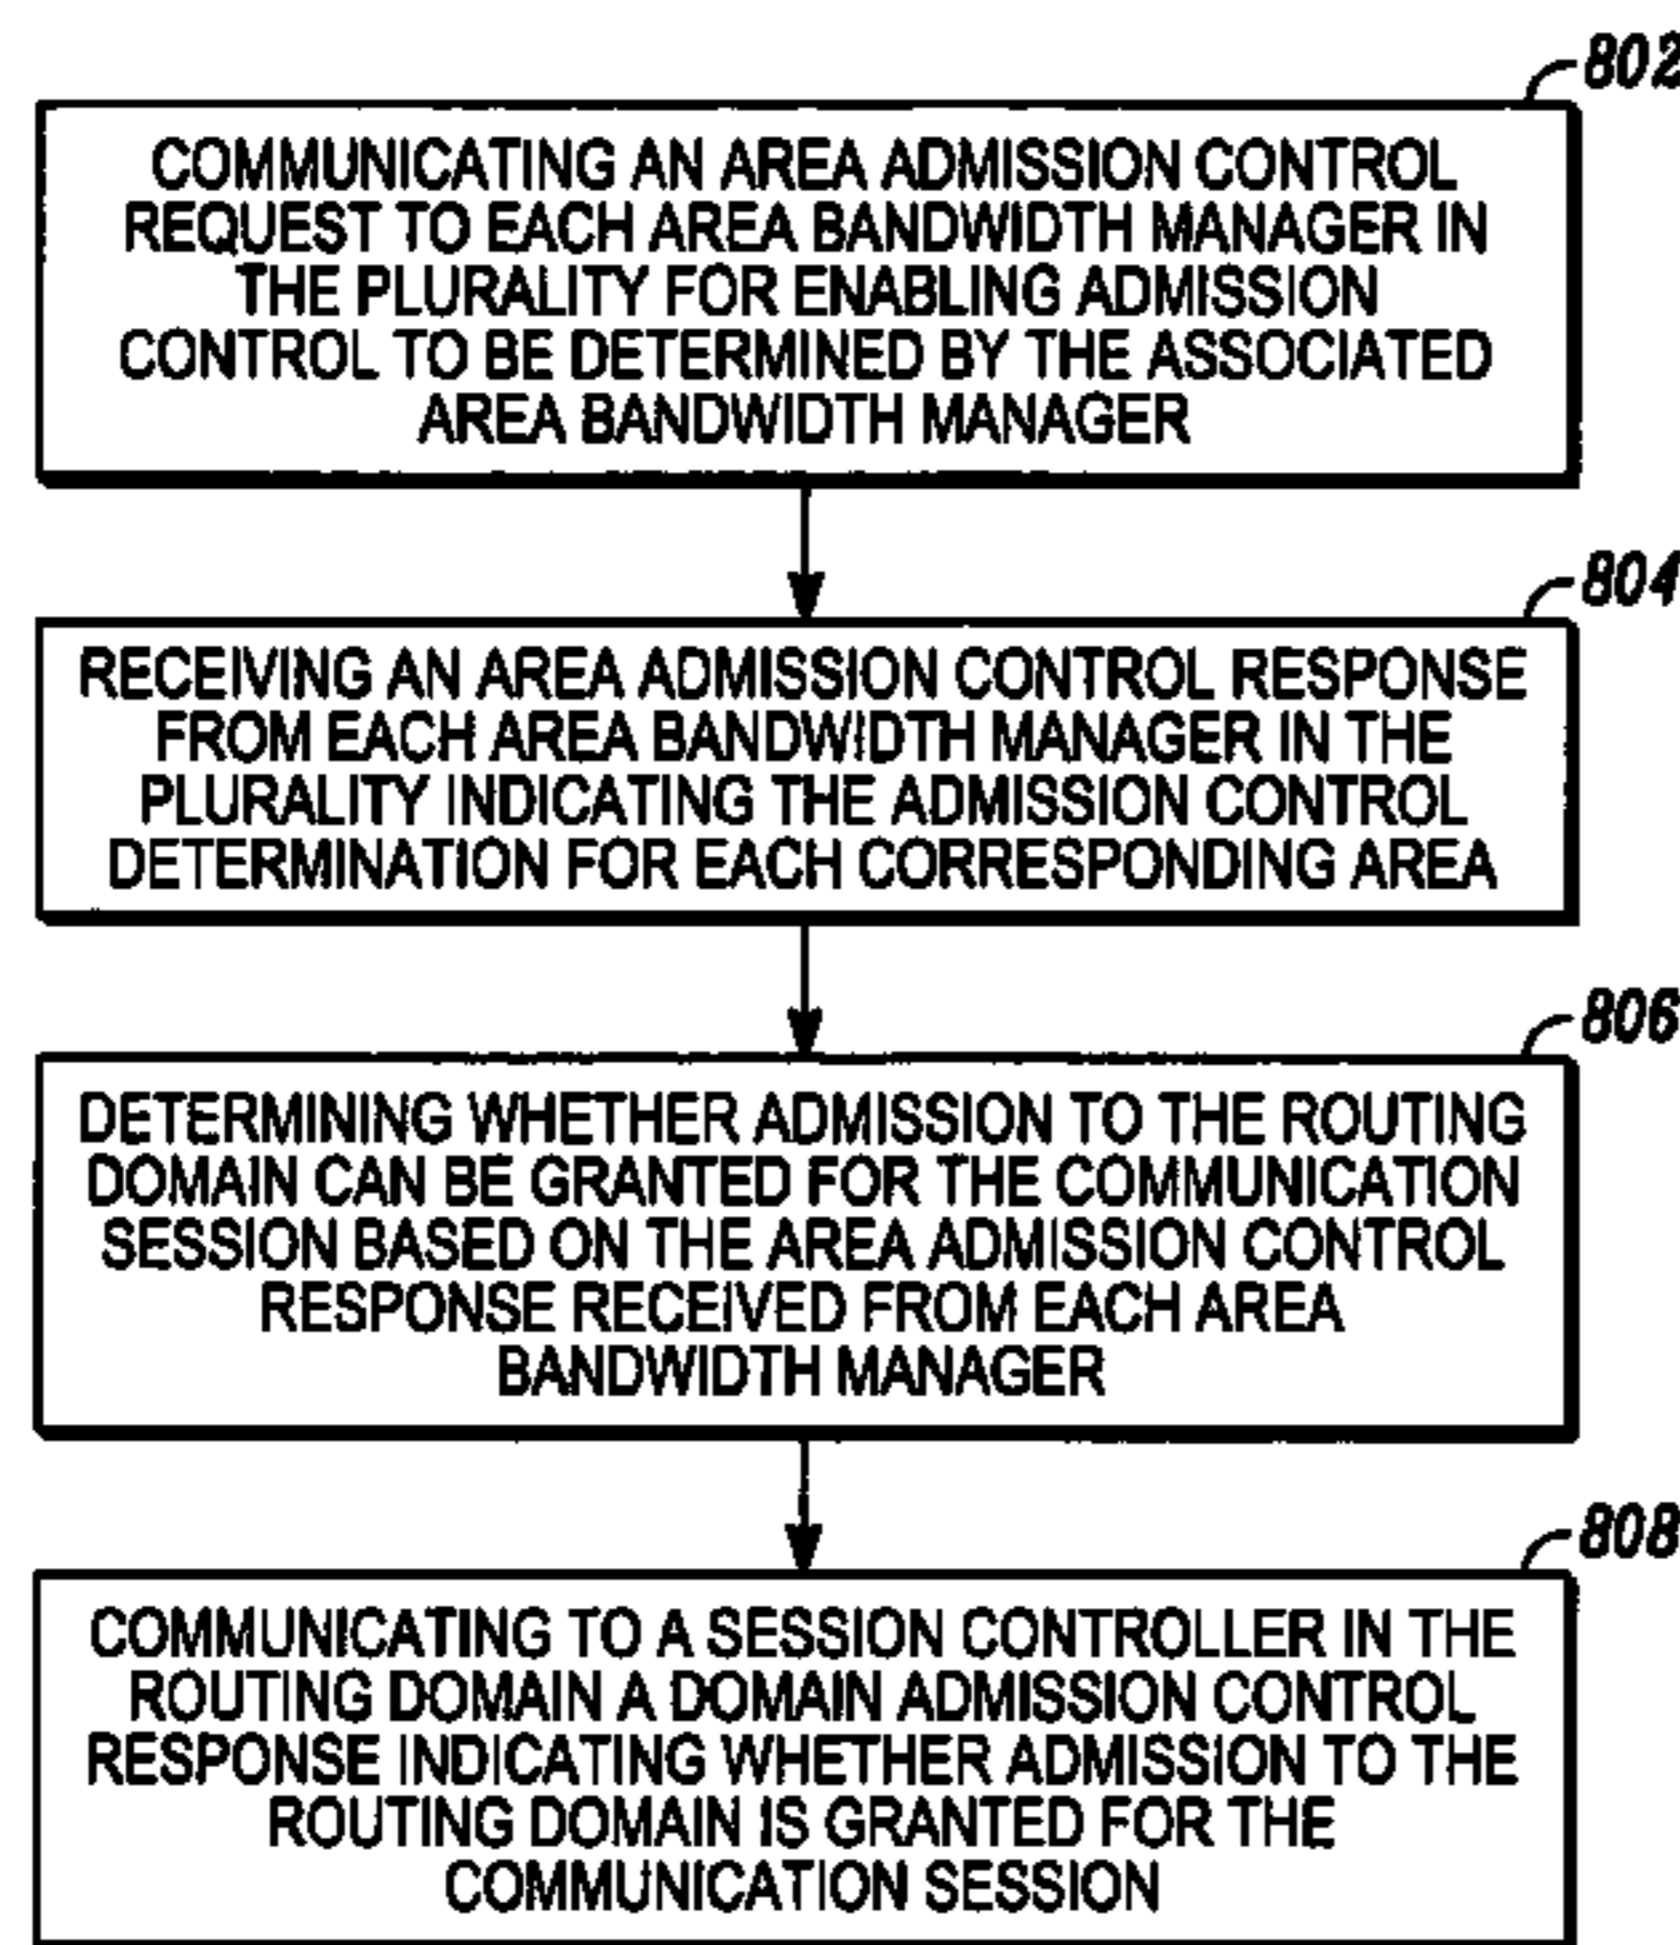 802
COMMUNICATING AN AREA ADMISSION CONTROL
REQUEST TO EACH AREA BANDWIDTH MANAGER IN
THE PLURALITY FOR ENABLING ADMISSION
CONTROL TO BE DETERMINED BY THE ASSOCIATED
AREA BANDWIDTH MANAGER
804
RECEIVING AN AREA ADMISSION CONTROL RESPONSE
FROM EACH AREA BANDWIDTH MANAGER IN THE
PLURALITY INDICATING THE ADMISSION CONTROL
DETERMINATION FOR EACH CORRESPONDING AREA
806
DETERMINING WHETHER ADMISSION TO THE ROUTING
DOMAIN CAN BE GRANTED FOR THE COMMUNICATION
SESSION BASED ON THE AREA ADMISSION CONTROL
RESPONSE RECEIVED FROM EACH AREA
BANDWIDTH MANAGER
808
COMMUNICATING TO A SESSION CONTROLLER IN THE
ROUTING DOMAIN A DOMAIN ADMISSION CONTROL
RESPONSE INDICATING WHETHER ADMISSION TO THE
ROUTING DOMAIN IS GRANTED FOR THE
COMMUNICATION SESSION